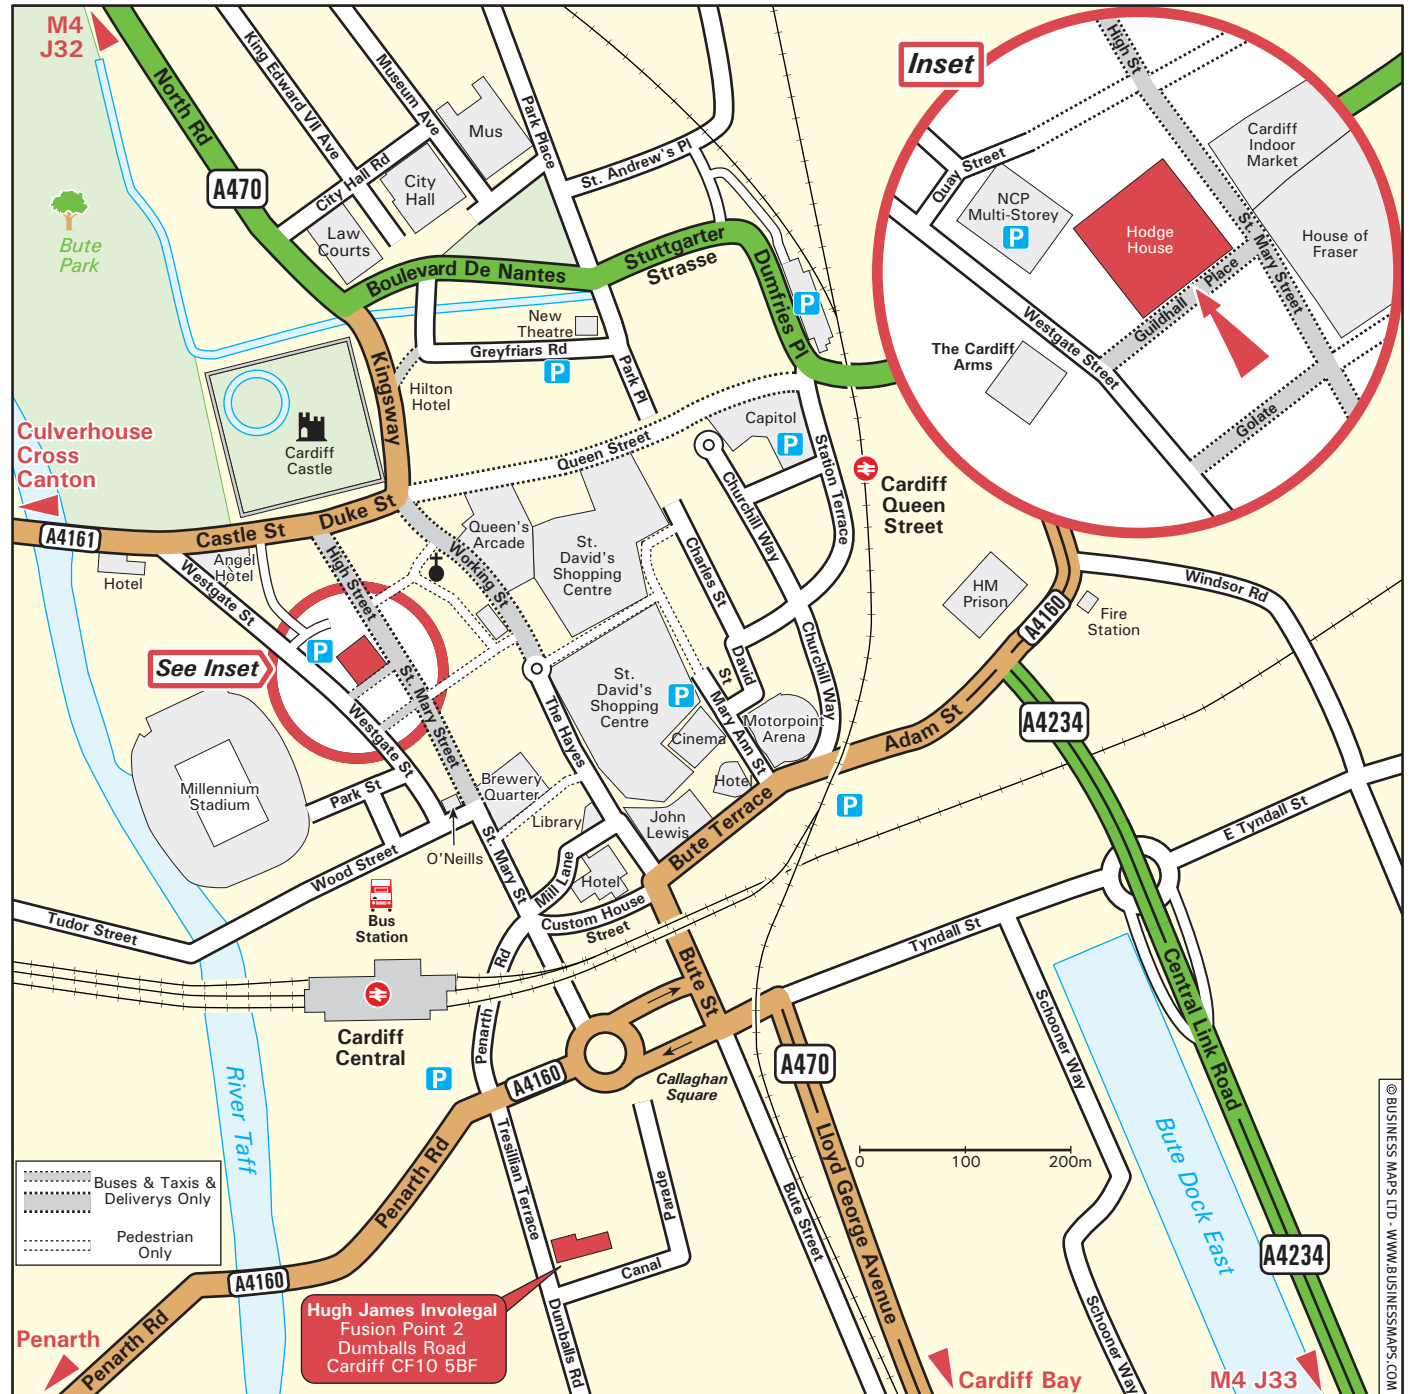 M4
J32
North Rd
King Edward VII Ave
Museum Ave
Mus
Park Place
St. Andrew's Pl
A470
City Hall Rd
City
Hall
Law
Courts
Bute
Park
Boulevard De Nantes
Stuttgarter
Strasse
Dumfries Pl
P
New
Theatre
Greyfriars Rd
P
Park Pl
Kingsway
Hilton
Hotel
Cardiff
Castle
Capitol
P
Queen Street
Station Terrace
Cardiff
Queen
Street
Churchill Way
Culverhouse
Cross
Canton
A4161
Castle St
Duke St
Hotel
Angel
Hotel
Westgate St
High Street
Working St
Queen's
Arcade
St.
David's
Shopping
Centre
Charles St
HM
Prison
A4160
Windsor Rd
Fire
Station
Inset
High St
Cardiff
Indoor
Market
Quay Street
NCP
Multi-Storey
P
Hodge
House
St. Mary Street
House of
Fraser
Guildhall Place
Westgate Street
The Cardiff
Arms
Golate
See Inset
P
St. Mary Street
Westgate St
The Hayes
St.
David's
Shopping
Centre
P
St
David
Churchill Way
Mary Ann St
Motorpoint
Arena
Cinema
Hotel
Adam St
A4234
Millennium
Stadium
Park St
Brewery
Quarter
Library
John
Lewis
Bute Terrace
P
E Tyndall St
O'Neills
Wood Street
St. Mary St
Mill Lane
Hotel
Custom House
Street
Bus
Station
Tudor Street
Tyndall St
Rd
Penarth
Bute St
Cardiff
Central
P
A4160
Callaghan
Square
A470
Schooner Way
Central Link Road
River Taff
Penarth Rd
Tresillian Terrace
Parade
Canal
0
100
200m
Lloyd George Avenue
Bute Street
Bute Dock East
A4234
Buses & Taxis &
Deliverys Only
Pedestrian
Only
A4160
Hugh James Involegal
Fusion Point 2
Dumballs Road
Cardiff CF10 5BF
Dumballs Rd
Schooner Way
Penarth
Penarth Rd
Cardiff Bay
M4 J33
©BUSINESS MAPS LTD - WWW.BUSINESSMAPS.COM